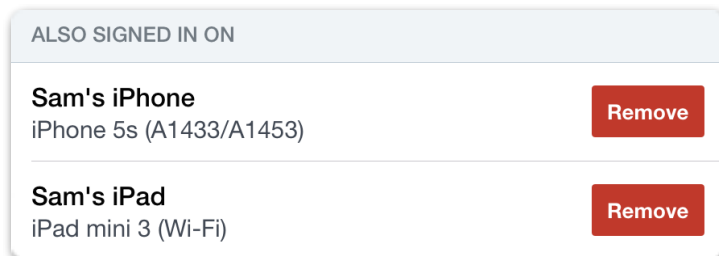 ALSO SIGNED IN ON
Sam's iPhone
iPhone 5s (A1433/A1453)
Remove
Sam's iPad
iPad mini 3 (Wi-Fi)
Remove